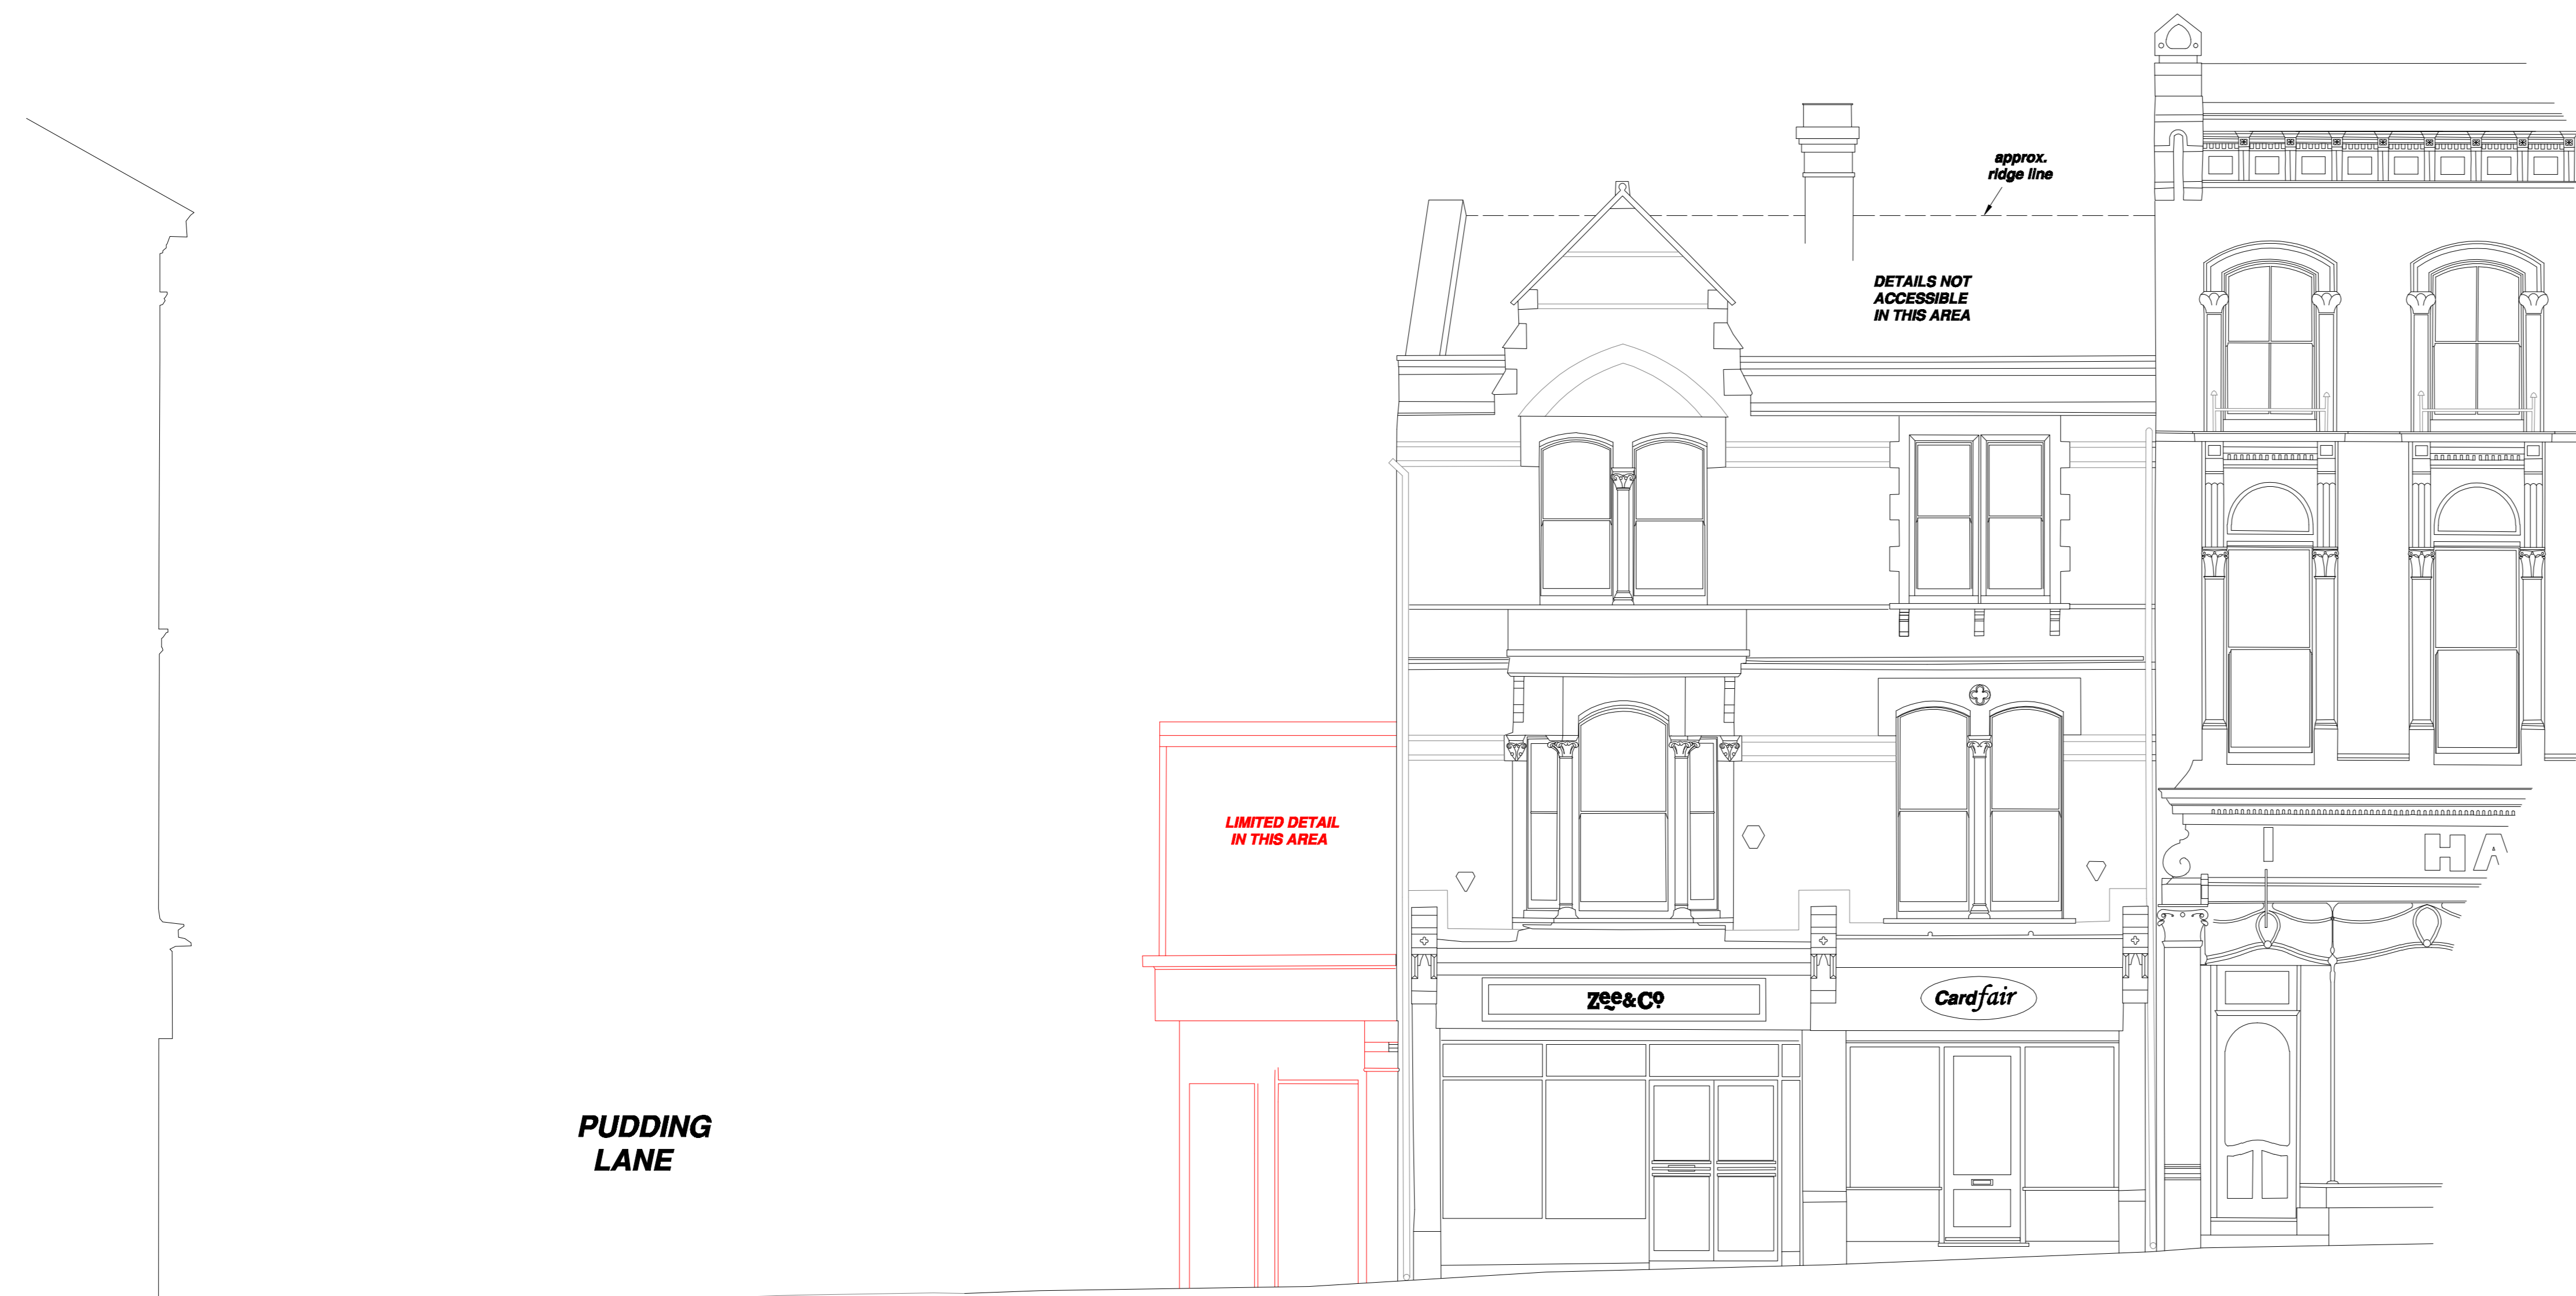 approx.
ridge line
DETAILS NOT
ACCESSIBLE
IN THIS AREA
LIMITED DETAIL
IN THIS AREA
HA
Zee&Co
Cardfair
PUDDING
LANE